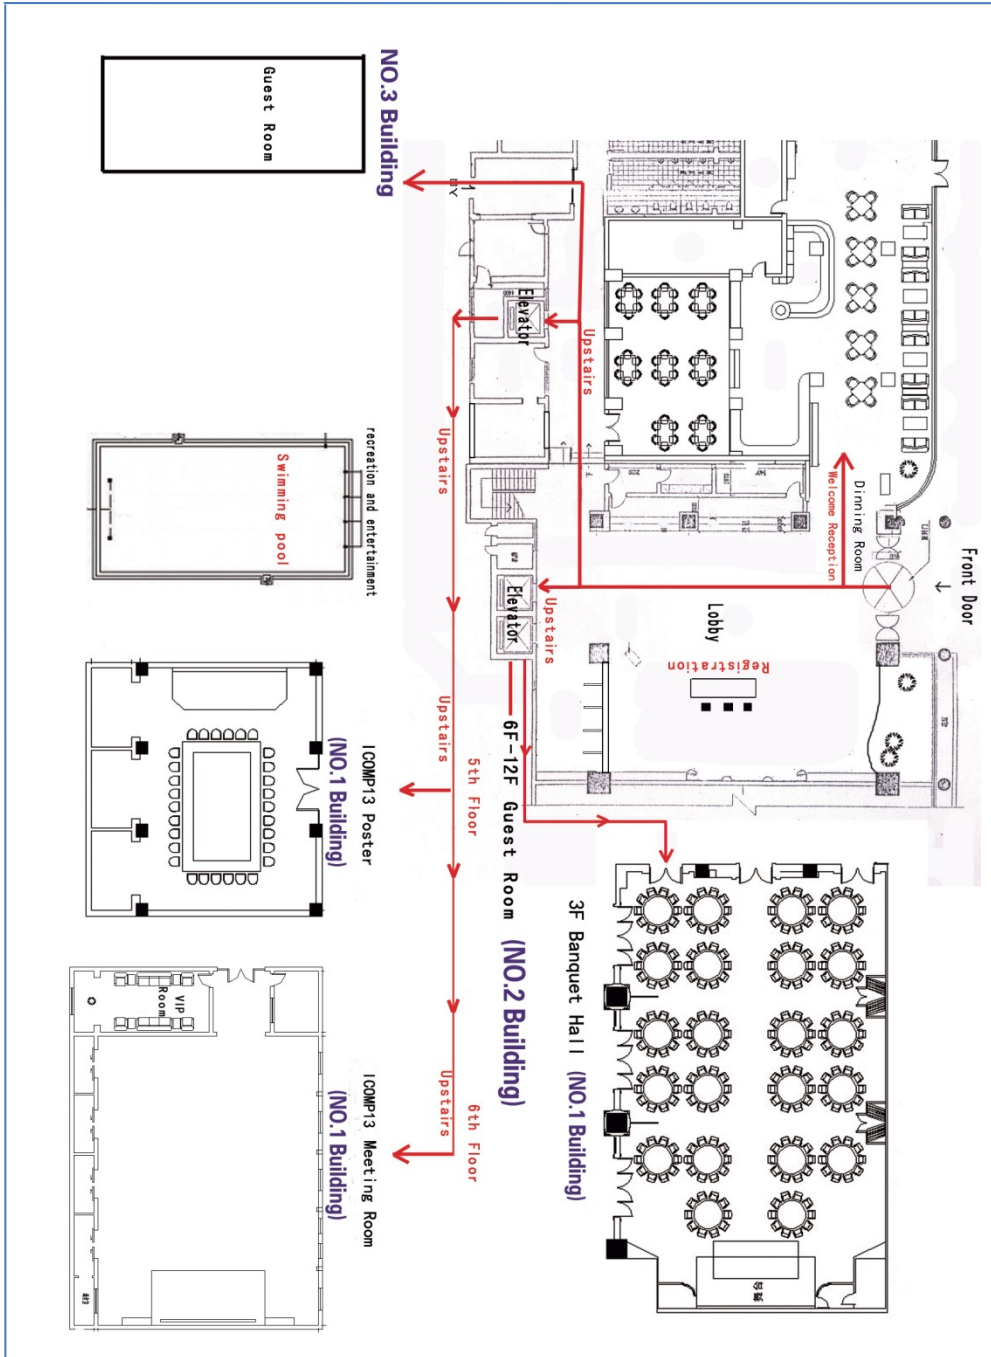 NO.3 Building
Guest Room
Elevator
Upstairs
Upstairs
recreation and entertainment
Swimming pool
Front Door
Dinning Room
Welcome Reception
Elevator
Upstairs
Lobby
Registration
Upstairs
5th Floor
ICOMP13 Poster
(NO.1 Building)
6F-12F Guest Room (NO.2 Building)
3F Banquet Hall (NO.1 Building)
VIP
Room
Upstairs
6th Floor
ICOMP13 Meeting Room
(NO.1 Building)